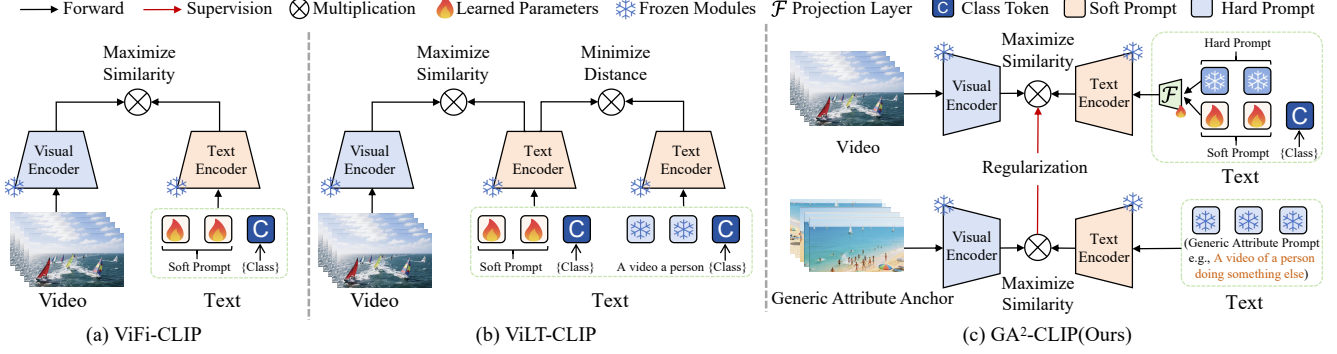 Forward
Supervision
Multiplication
Learned Parameters
Frozen Modules
F Projection Layer
C Class Token
Soft Prompt
Hard Prompt
Maximize
Similarity
Visual
Encoder
Text
Encoder
C
Soft Prompt
{Class}
Video
Text
(a) ViFi-CLIP
Maximize
Similarity
Minimize
Distance
Visual
Encoder
Text
Encoder
Text
Encoder
C
C
Soft Prompt
{Class}
A video a person
{Class}
Video
Text
(b) ViLT-CLIP
Maximize
Similarity
Hard Prompt
Visual
Encoder
Text
Encoder
F
C
Soft Prompt
{Class}
Video
Text
Regularization
Visual
Encoder
Text
Encoder
(Generic Attribute Prompt
e.g., A video of a person
doing something else)
Generic Attribute Anchor
Maximize
Similarity
Text
(c) GA²-CLIP(Ours)